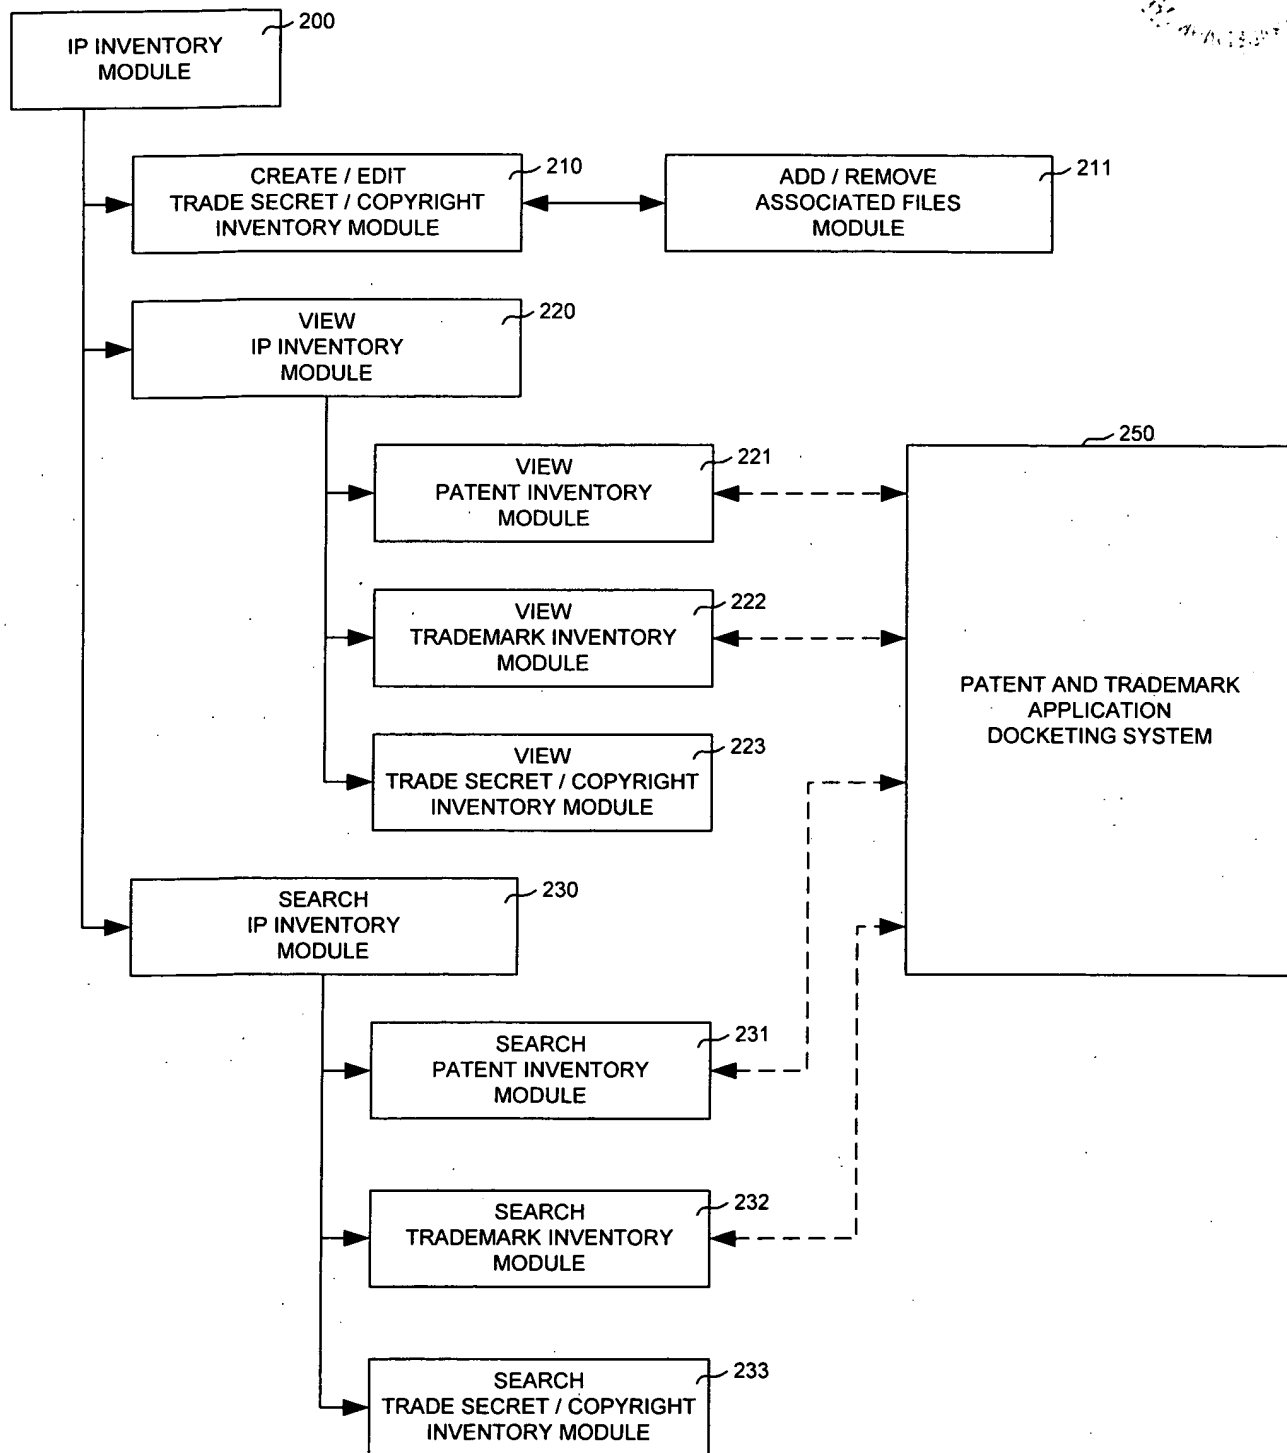 200
IP INVENTORY
MODULE
CREATE / EDIT
TRADE SECRET / COPYRIGHT
INVENTORY MODULE
210
ADD / REMOVE
ASSOCIATED FILES
MODULE
211
VIEW
IP INVENTORY
MODULE
220
VIEW
PATENT INVENTORY
MODULE
221
250
VIEW
TRADEMARK INVENTORY
MODULE
222
PATENT AND TRADEMARK
APPLICATION
DOCKETING SYSTEM
VIEW
TRADE SECRET / COPYRIGHT
INVENTORY MODULE
223
SEARCH
IP INVENTORY
MODULE
230
SEARCH
PATENT INVENTORY
MODULE
231
SEARCH
TRADEMARK INVENTORY
MODULE
232
SEARCH
TRADE SECRET / COPYRIGHT
INVENTORY MODULE
233